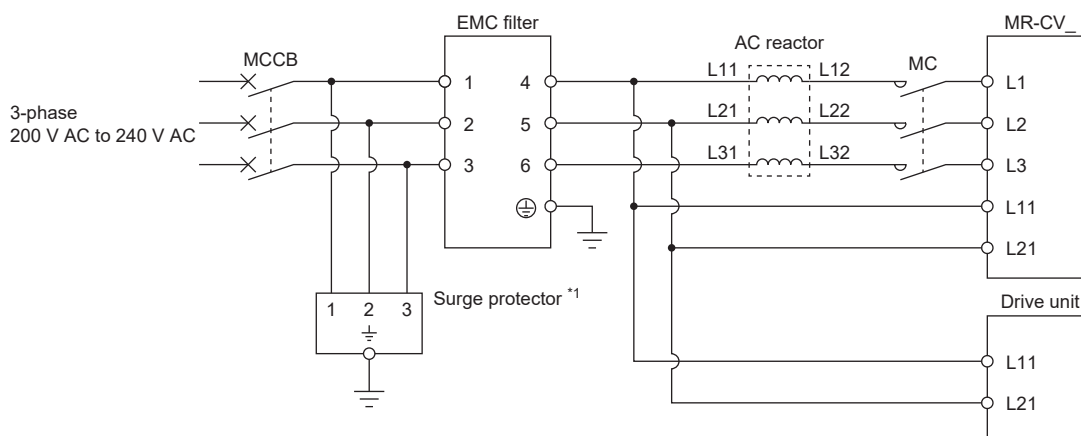 EMC filter
MR-CV_
MCCB
AC reactor
MC
L11
L12
1
4
L1
3-phase
200 V AC to 240 V AC
L21
L22
2
5
L2
L31
L32
3
6
L3
L11
L21
1 2 3
Surge protector *1
Drive unit
L11
L21